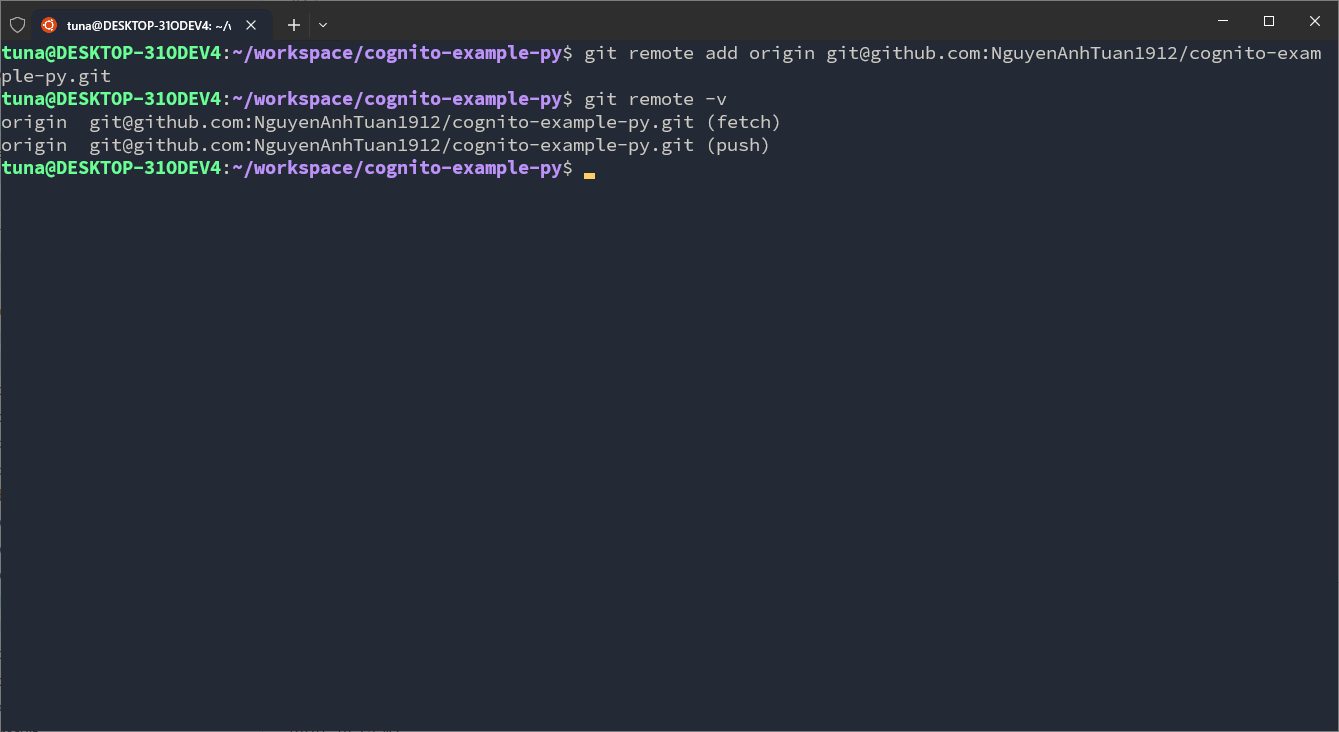 tuna@DESKTOP-31ODEV4: ~/v
tuna@DESKTOP-31ODEV4:~/workspace/cognito-example-py$ git remote add origin git@github.com:NguyenAnhTuan1912/cognito-exam
ple-py.git
tuna@DESKTOP-31ODEV4:~/workspace/cognito-example-py$ git remote -v
origin  git@github.com:NguyenAnhTuan1912/cognito-example-py.git (fetch)
origin  git@github.com:NguyenAnhTuan1912/cognito-example-py.git (push)
tuna@DESKTOP-31ODEV4:~/workspace/cognito-example-py$